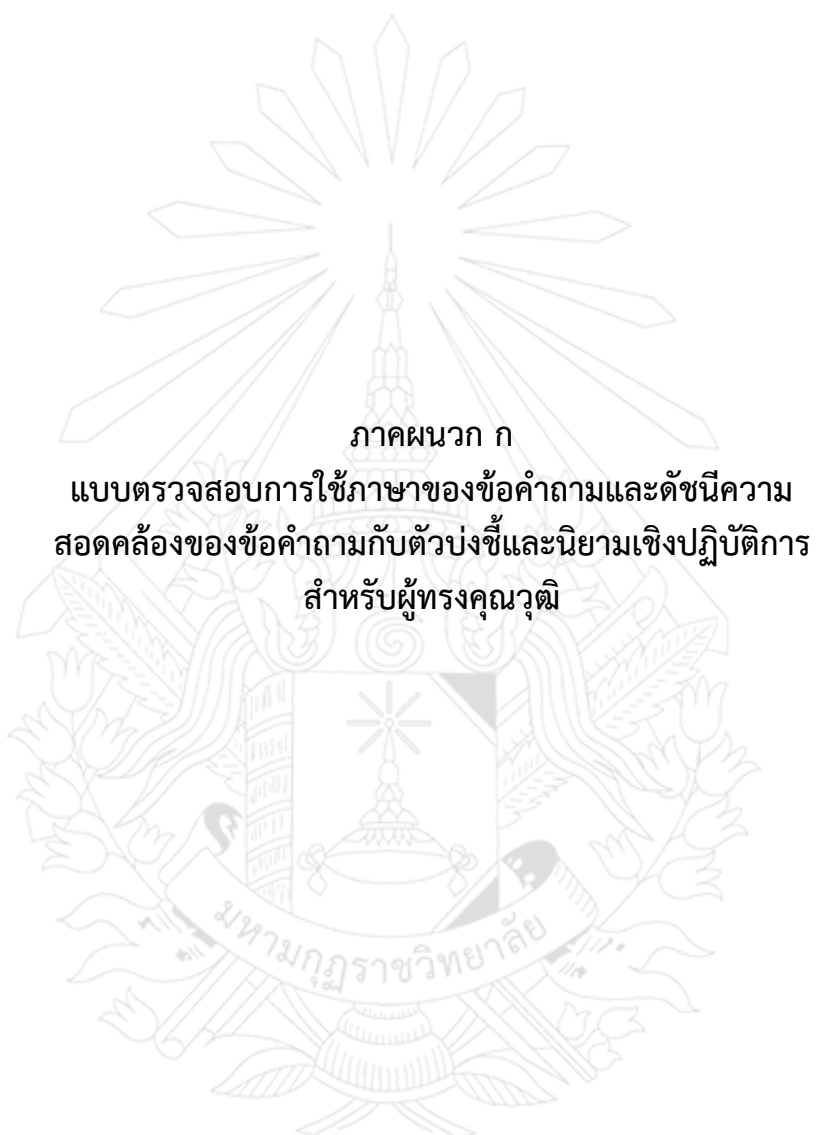 ภาคผนวก ก
แบบตรวจสอบการใช้ภาษาของข้อคำถามและดัชนีความ
สอดคล้องของข้อคำถามกับตัวบ่งชี้และนิยามเชิงปฏิบัติการ
สำหรับผู้ทรงคุณวุฒิ
มหามกุฏราชวิทยาลัย